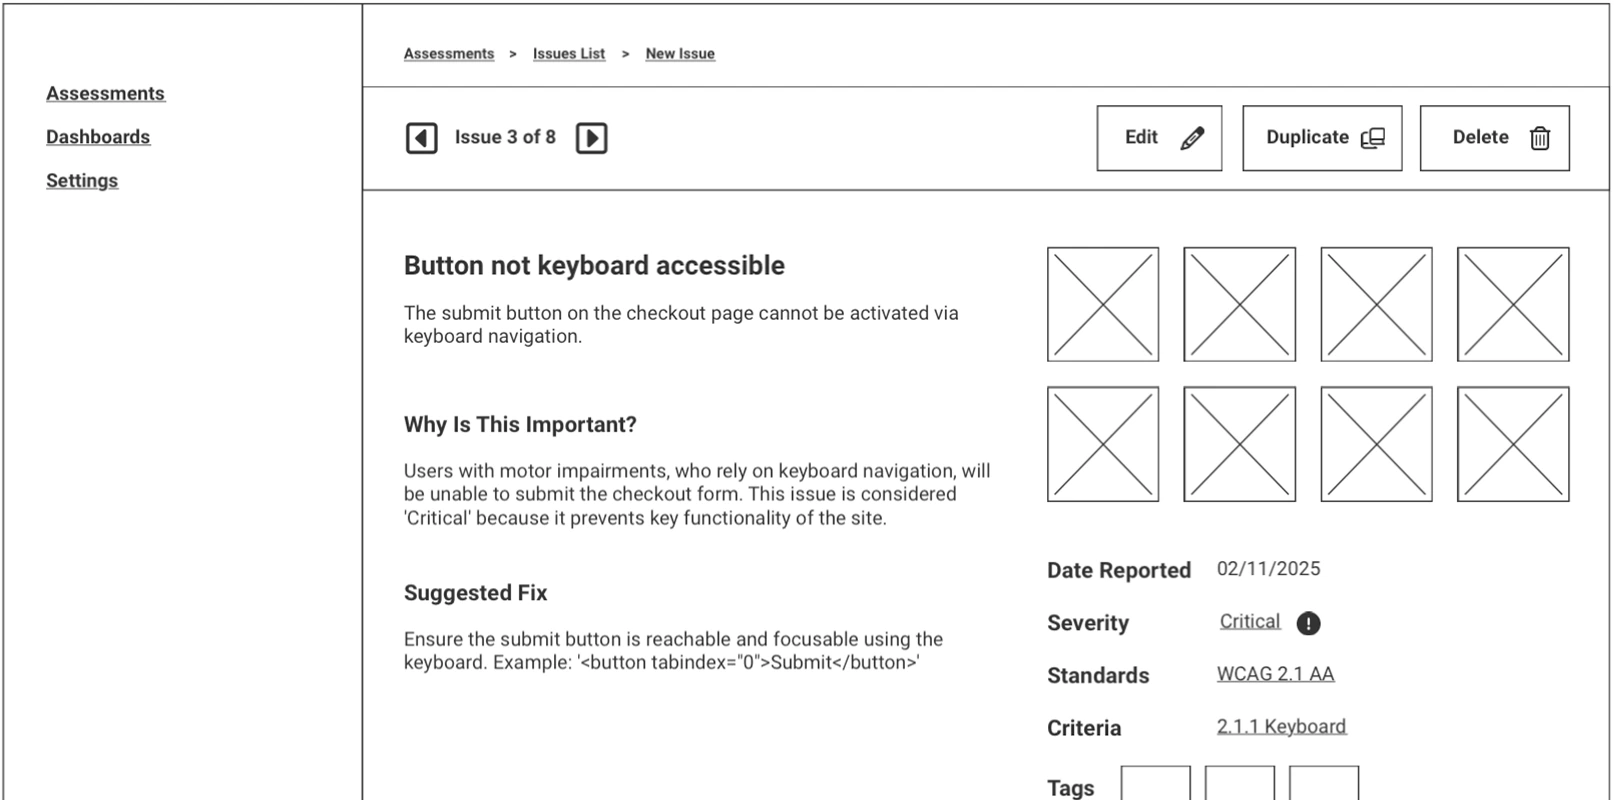 Assessments > Issues List > New Issue
Assessments
Dashboards
Settings
Issue 3 of 8
Edit
Duplicate
Delete
Button not keyboard accessible
The submit button on the checkout page cannot be activated via
keyboard navigation.
Why Is This Important?
Users with motor impairments, who rely on keyboard navigation, will
be unable to submit the checkout form. This issue is considered
'Critical' because it prevents key functionality of the site.
Suggested Fix
Ensure the submit button is reachable and focusable using the
keyboard. Example: '<button tabindex="0">Submit</button>'
Date Reported 02/11/2025
Severity Critical !
Standards WCAG 2.1 AA
Criteria 2.1.1 Keyboard
Tags